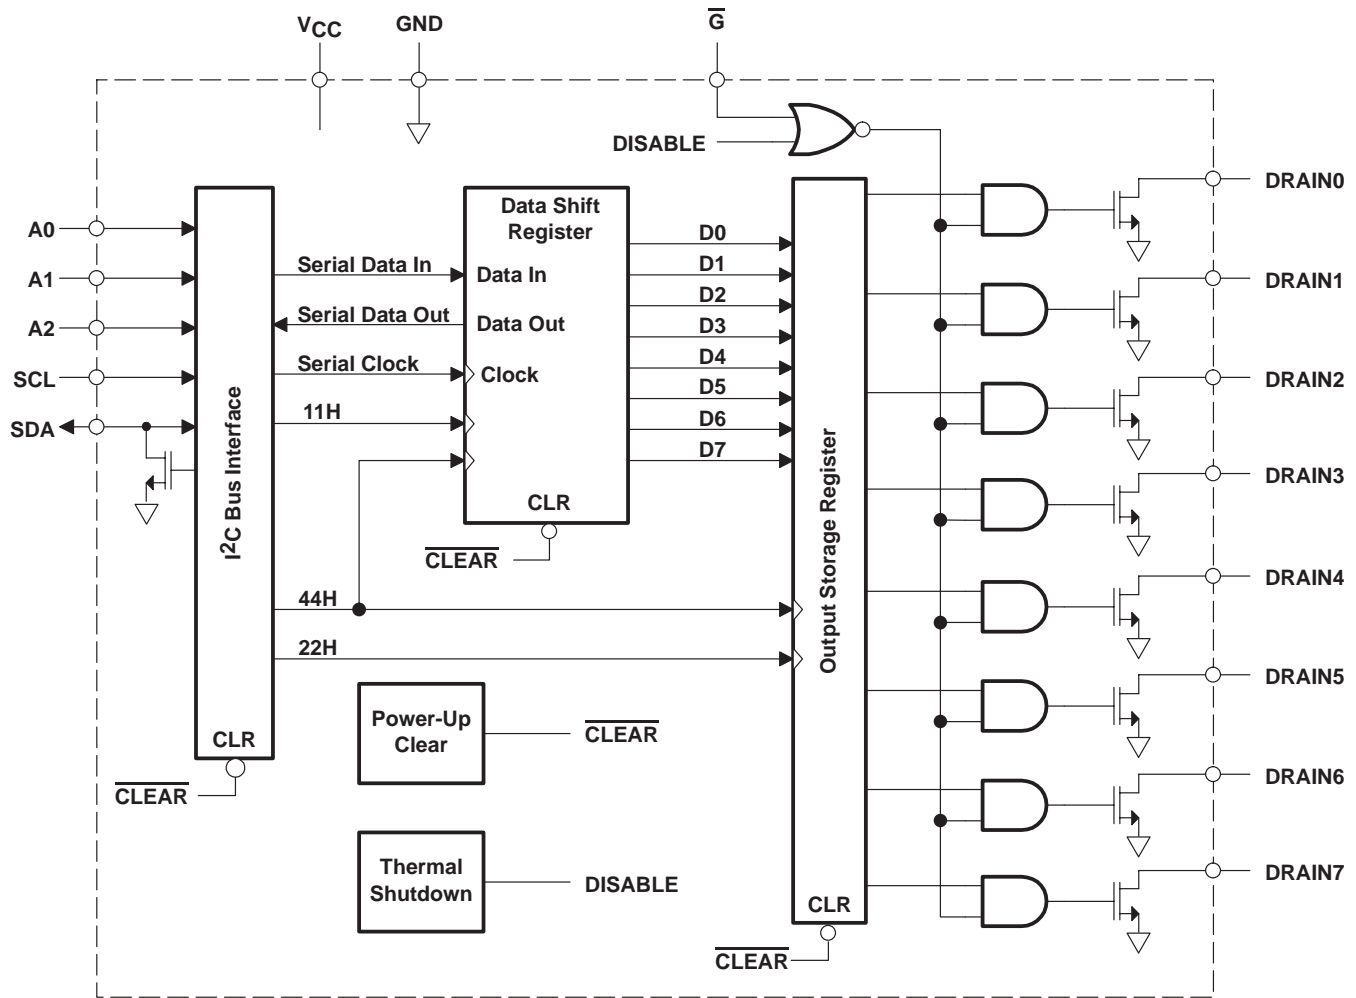 VCC
GND
G
DISABLE
DRAIN0
Data Shift
Register
A0
D0
Serial Data In
Data In
D1
A1
DRAIN1
D2
Serial Data Out
Data Out
A2
D3
D4
Serial Clock
Clock
SCL
DRAIN2
D5
11H
D6
SDA
D7
DRAIN3
I2C Bus Interface
CLR
CLEAR
Output Storage Register
DRAIN4
44H
22H
DRAIN5
Power-Up
Clear
CLEAR
CLR
CLEAR
DRAIN6
Thermal
Shutdown
DISABLE
DRAIN7
CLR
CLEAR